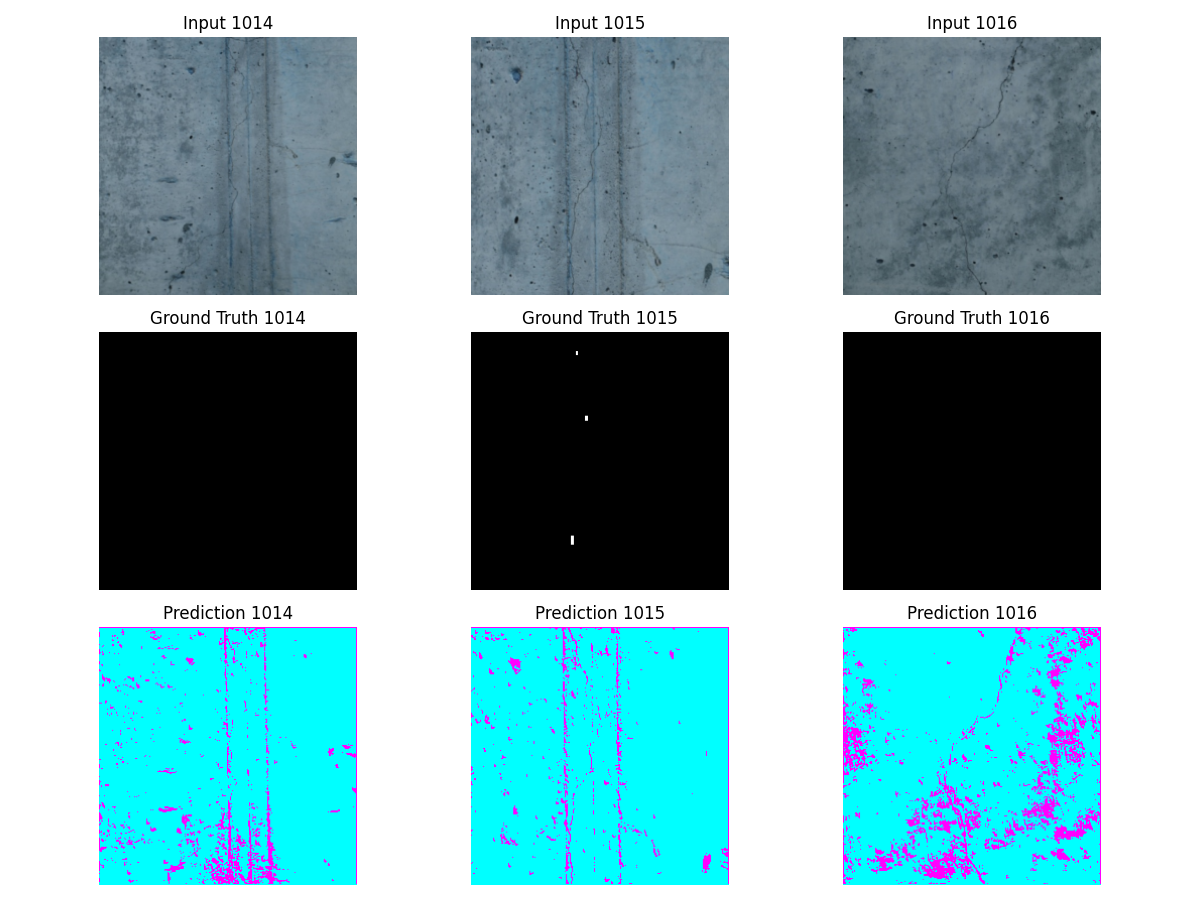 Input 1014
Input 1015
Input 1016
Ground Truth 1014
Ground Truth 1015
Ground Truth 1016
Prediction 1014
Prediction 1015
Prediction 1016